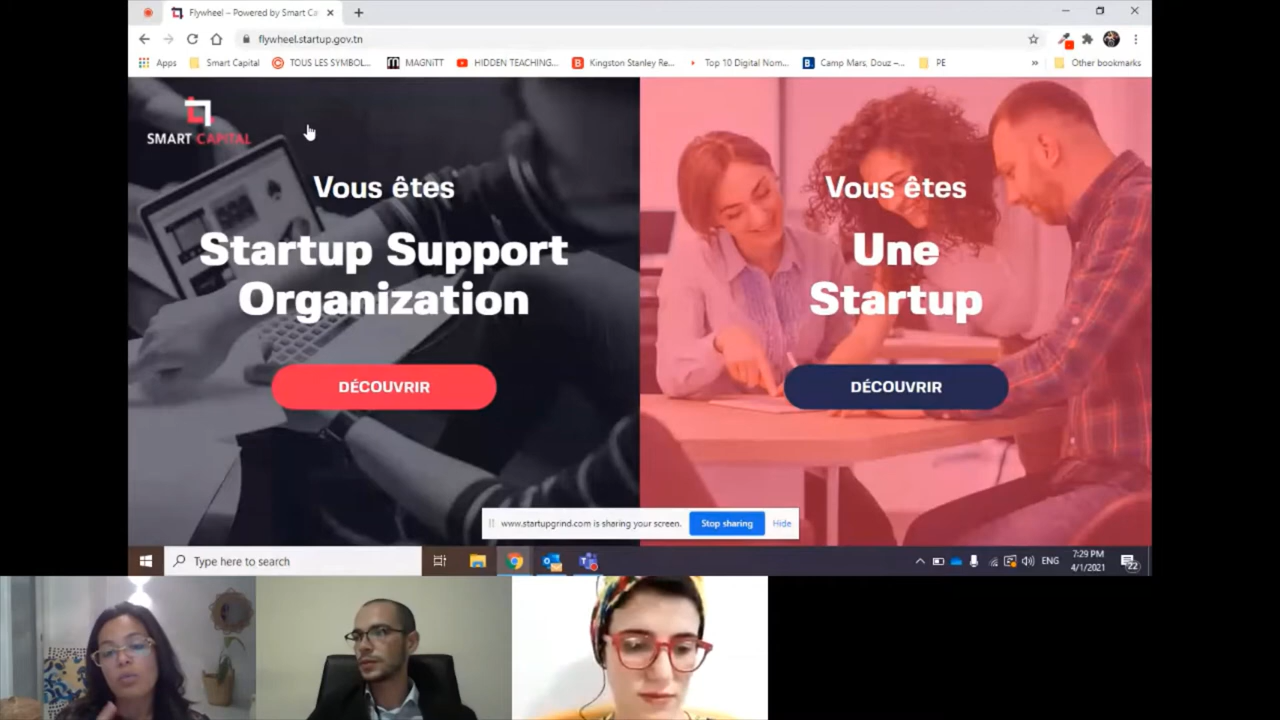 Flywheel – Powered by Smart Ca
flywheel.startup.gov.tn
Apps
Smart Capital
TOUS LES SYMBOL...
MAGNiTT
HIDDEN TEACHING...
Kingston Stanley Re...
Top 10 Digital Nom...
Camp Mars, Douz –...
PE
»
Other bookmarks
SMART CAPITAL
Vous êtes
Startup Support
Organization
DÉCOUVRIR
Vous êtes
Une
Startup
DÉCOUVRIR
www.startupgrind.com is sharing your screen.
Stop sharing
Hide
Type here to search
ENG
7:29 PM
4/1/2021
22